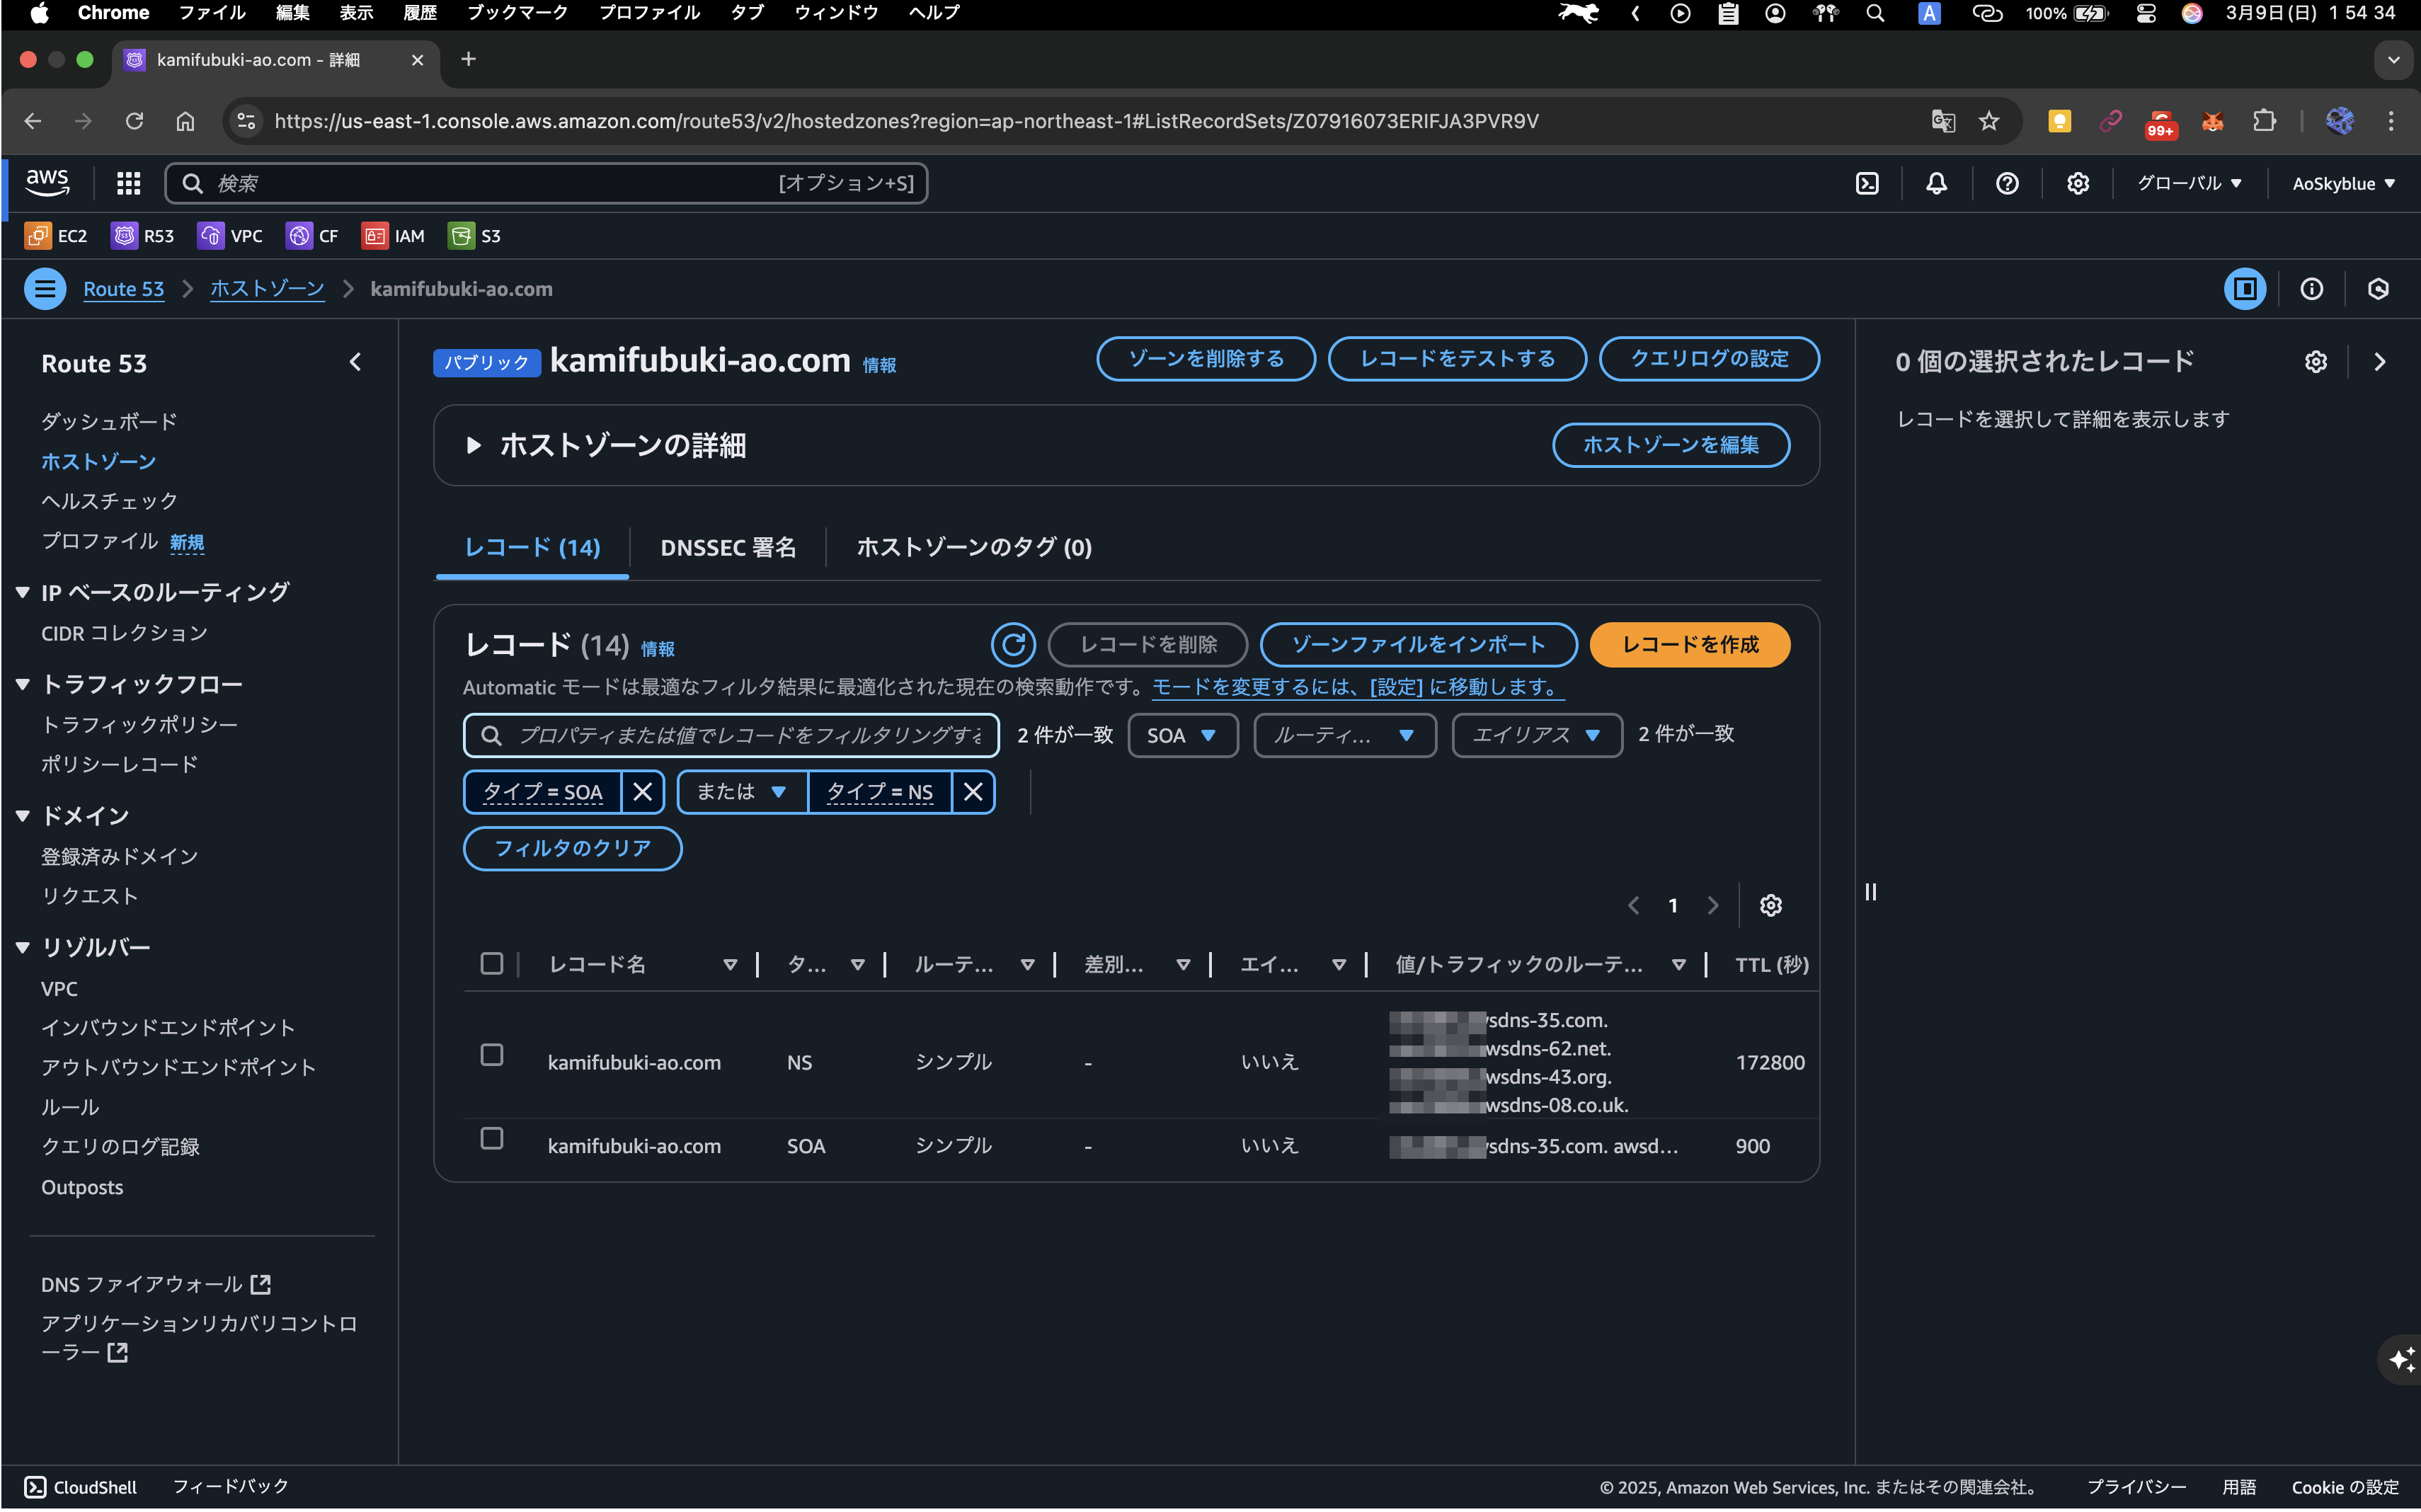 Chrome ファイル 編集 表示 履歴 ブックマーク プロファイル タブ ウィンドウ ヘルプ A 100% 3月9日(日) 1 54 34
kamifubuki-ao.com - 詳細
https://us-east-1.console.aws.amazon.com/route53/v2/hostedzones?region=ap-northeast-1#ListRecordSets/Z07916073ERIFJA3PVR9V 99+
aws 検索 [オプション+S] グローバル AoSkyblue
EC2 R53 VPC CF IAM S3
Route 53 ホストゾーン kamifubuki-ao.com
Route 53
ダッシュボード
ホストゾーン
ヘルスチェック
プロファイル 新規
IP ベースのルーティング
CIDR コレクション
トラフィックフロー
トラフィックポリシー
ポリシーレコード
ドメイン
登録済みドメイン
リクエスト
リゾルバー
VPC
インバウンドエンドポイント
アウトバウンドエンドポイント
ルール
クエリのログ記録
Outposts
DNS ファイアウォール
アプリケーションリカバリコントロ
ーラー
パブリック kamifubuki-ao.com 情報 ゾーンを削除する レコードをテストする クエリログの設定
ホストゾーンの詳細 ホストゾーンを編集
レコード (14) DNSSEC 署名 ホストゾーンのタグ (0)
レコード (14) 情報 レコードを削除 ゾーンファイルをインポート レコードを作成
Automatic モードは最適なフィルタ結果に最適化された現在の検索動作です。モードを変更するには、[設定] に移動します。
プロパティまたは値でレコードをフィルタリングする 2 件が一致 SOA ルーティ... エイリアス 2 件が一致
タイプ = SOA または タイプ = NS
フィルタのクリア
1
レコード名 タ... ルーテ... 差別... エイ... 値/トラフィックのルーテ... TTL (秒)
kamifubuki-ao.com NS シンプル - いいえ wsdns-35.com. 172800
wsdns-62.net.
wsdns-43.org.
wsdns-08.co.uk.
kamifubuki-ao.com SOA シンプル - いいえ wsdns-35.com. awsd... 900
0 個の選択されたレコード
レコードを選択して詳細を表示します
CloudShell フィードバック © 2025, Amazon Web Services, Inc. またはその関連会社。 プライバシー 用語 Cookie の設定